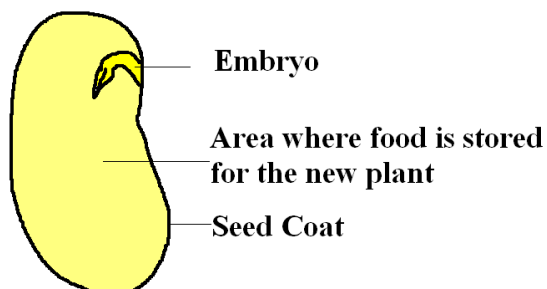 Embryo
Area where food is stored
for the new plant
Seed Coat